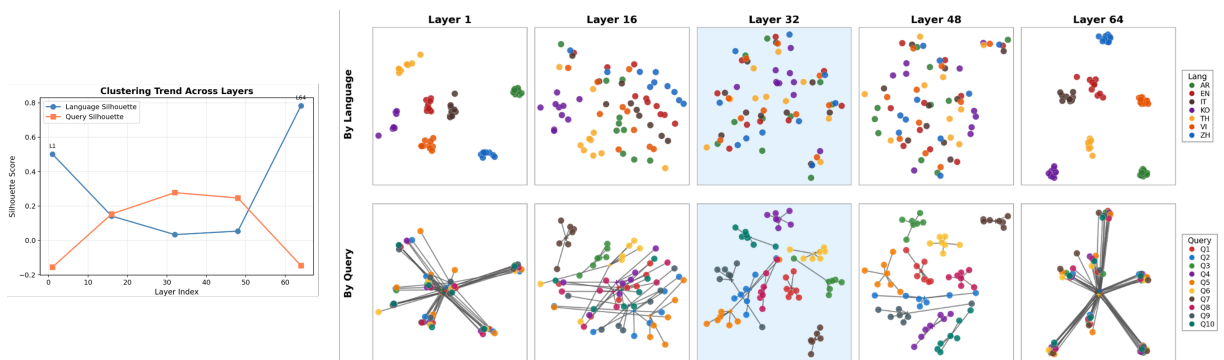 Clustering Trend Across Layers
Language Silhouette
Query Silhouette
L1
L64
Silhouette Score
0.8
0.6
0.4
0.2
0.0
−0.2
0 10 20 30 40 50 60
Layer Index
Layer 1 Layer 16 Layer 32 Layer 48 Layer 64
By Language
Lang
AR
EN
IT
KO
TH
VI
ZH
By Query
Query
Q1
Q2
Q3
Q4
Q5
Q6
Q7
Q8
Q9
Q10